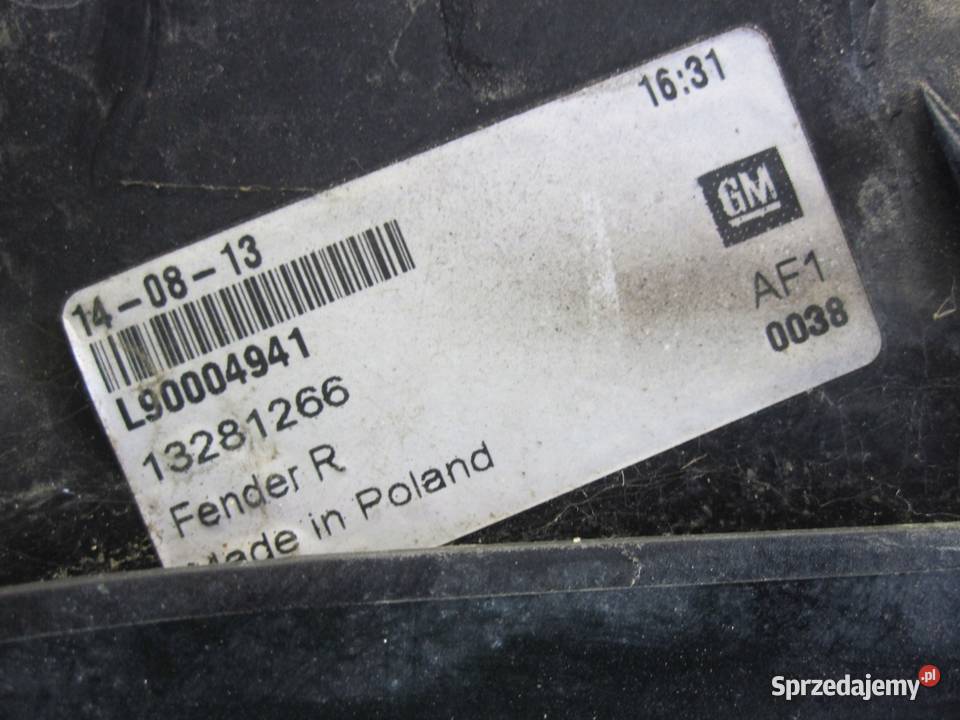 16:31
14-08-13
GM
L90004941
AF1
13281266
0038
Fender R
Made in Poland
Sprzedajemy.pl